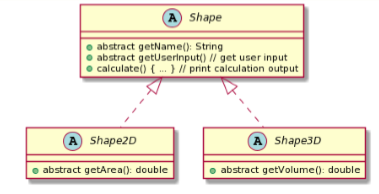 A Shape
abstract getName(): String
abstract getUserInput() // get user input
calculate() { ... } // print calculation output
A Shape2D
abstract getArea(): double
A Shape3D
abstract getVolume(): double